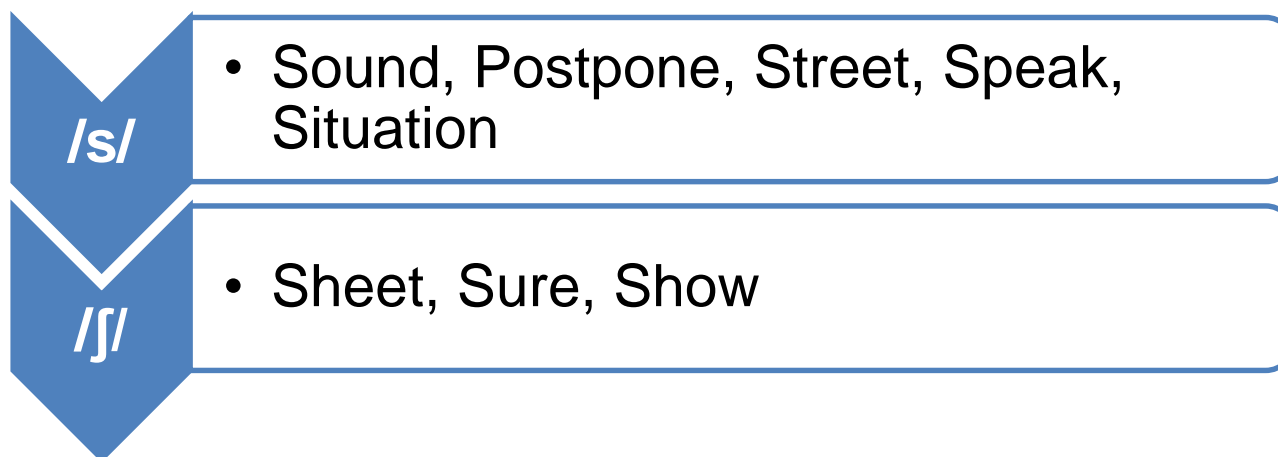 /s/
• Sound, Postpone, Street, Speak,
Situation
/ʃ/
• Sheet, Sure, Show